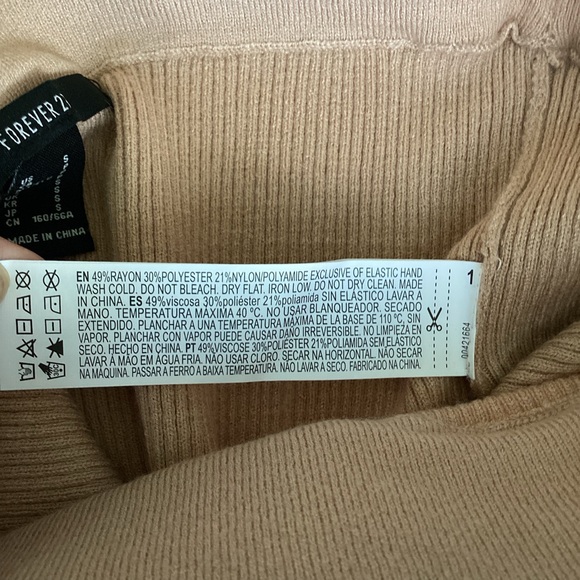 FOREVER 2
US S
S
KR S
JP S
CN 160/66A
MADE IN CHINA
EN 49%RAYON 30%POLYESTER 21%NYLON/POLYAMIDE EXCLUSIVE OF ELASTIC HAND
WASH COLD. DO NOT BLEACH. DRY FLAT. IRON LOW. DO NOT DRY CLEAN. MADE
IN CHINA. ES 49%viscosa 30%poliéster 21%poliamida SIN ELÁSTICO LAVAR A
MANO. TEMPERATURA MÁXIMA 40 °C. NO USAR BLANQUEADOR. SECADO
EXTENDIDO. PLANCHAR A UNA TEMPERATURA MÁXIMA DE LA BASE DE 110 °C, SIN
VAPOR. PLANCHAR CON VAPOR PUEDE CAUSAR DAÑO IRREVERSIBLE. NO LIMPIEZA EN
SECO. HECHO EN CHINA. PT 49%VISCOSE 30%POLIÉSTER 21%POLIAMIDA SEM ELÁSTICO
LAVAR À MÃO EM ÁGUA FRIA. NÃO USAR CLORO. SECAR NA HORIZONTAL. NÃO SECAR
NA MÁQUINA. PASSAR A FERRO A BAIXA TEMPERATURA. NÃO LAVAR A SECO. FABRICADO NA CHINA.
1
00421664